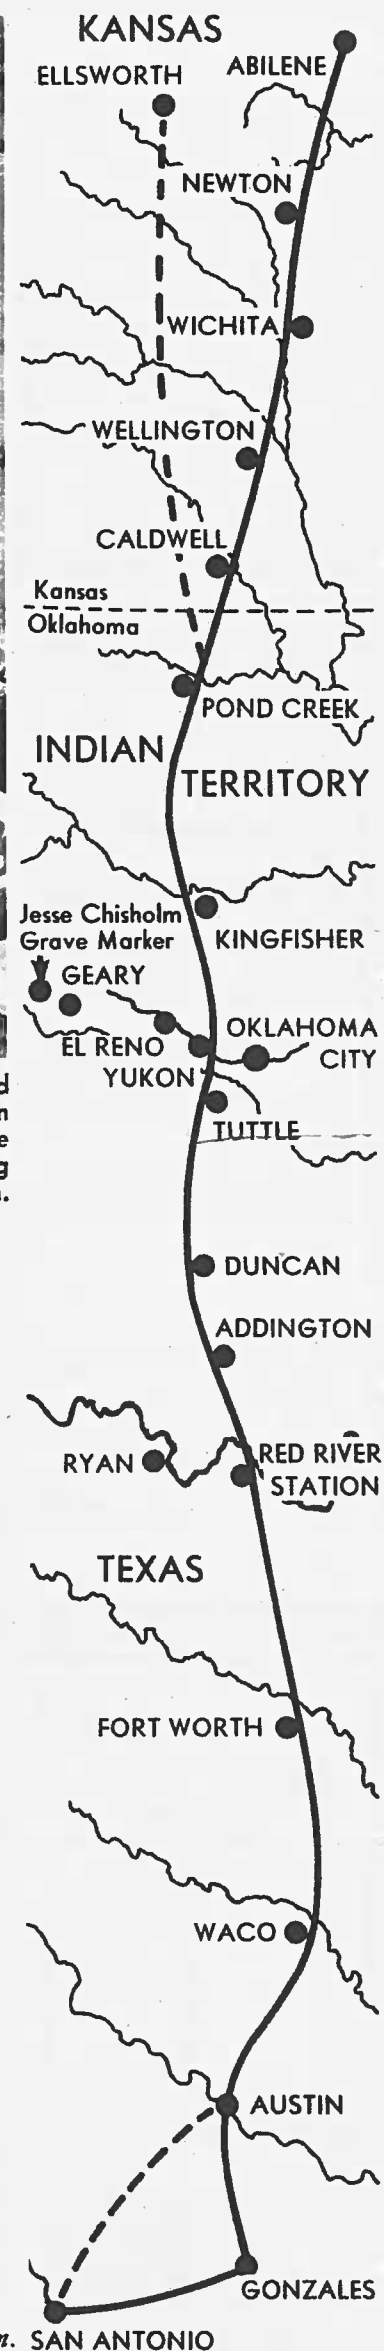 KANSAS
ELLSWORTH
ABILENE
NEWTON
WICHITA
WELLINGTON
CALDWELL
Kansas
Oklahoma
POND CREEK
INDIAN
TERRITORY
Jesse Chisholm
Grave Marker
KINGFISHER
GEARY
EL RENO
OKLAHOMA
CITY
YUKON
TUTTLE
DUNCAN
ADDINGTON
RYAN
RED RIVER
STATION
TEXAS
FORT WORTH
WACO
AUSTIN
GONZALES
SAN ANTONIO